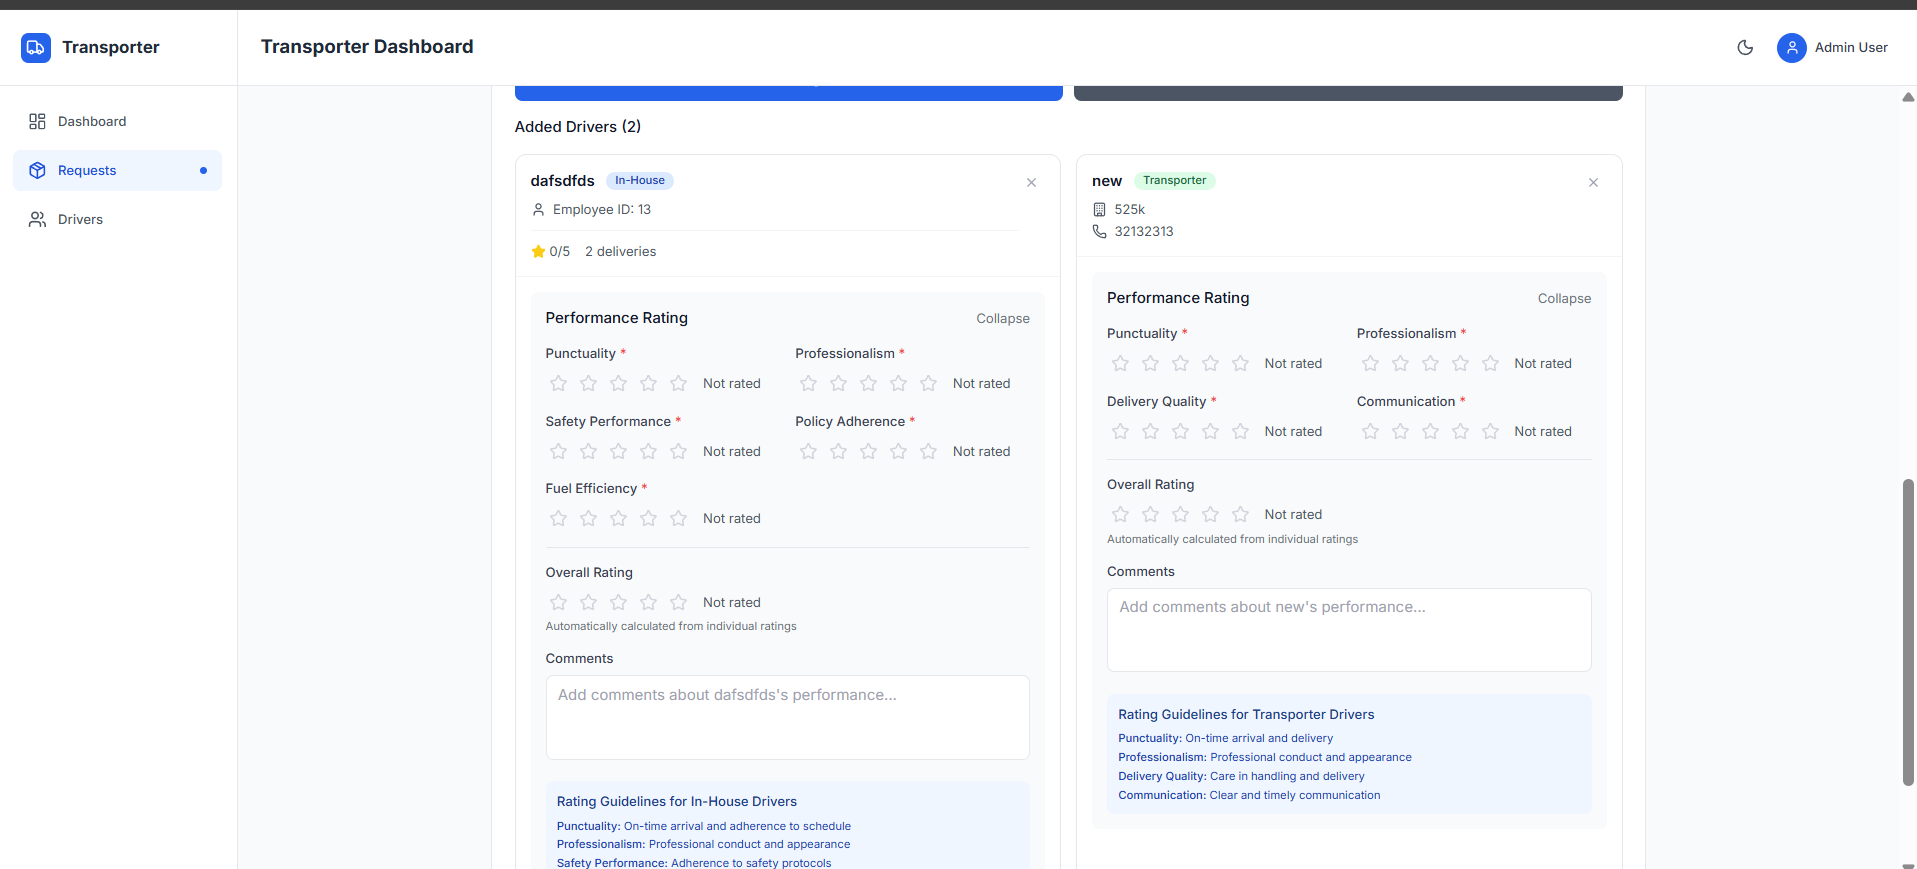 Transporter
Transporter Dashboard
Admin User
Dashboard
Requests
Drivers
Added Drivers (2)
dafsdfds In-House
Employee ID: 13
0/5 2 deliveries
Performance Rating Collapse
Punctuality * Professionalism *
Not rated Not rated
Safety Performance * Policy Adherence *
Not rated Not rated
Fuel Efficiency *
Not rated
Overall Rating
Not rated
Automatically calculated from individual ratings
Comments
Add comments about dafsdfds's performance...
Rating Guidelines for In-House Drivers
Punctuality: On-time arrival and adherence to schedule
Professionalism: Professional conduct and appearance
Safety Performance: Adherence to safety protocols
new Transporter
525k
32132313
Performance Rating Collapse
Punctuality * Professionalism *
Not rated Not rated
Delivery Quality * Communication *
Not rated Not rated
Overall Rating
Not rated
Automatically calculated from individual ratings
Comments
Add comments about new's performance...
Rating Guidelines for Transporter Drivers
Punctuality: On-time arrival and delivery
Professionalism: Professional conduct and appearance
Delivery Quality: Care in handling and delivery
Communication: Clear and timely communication